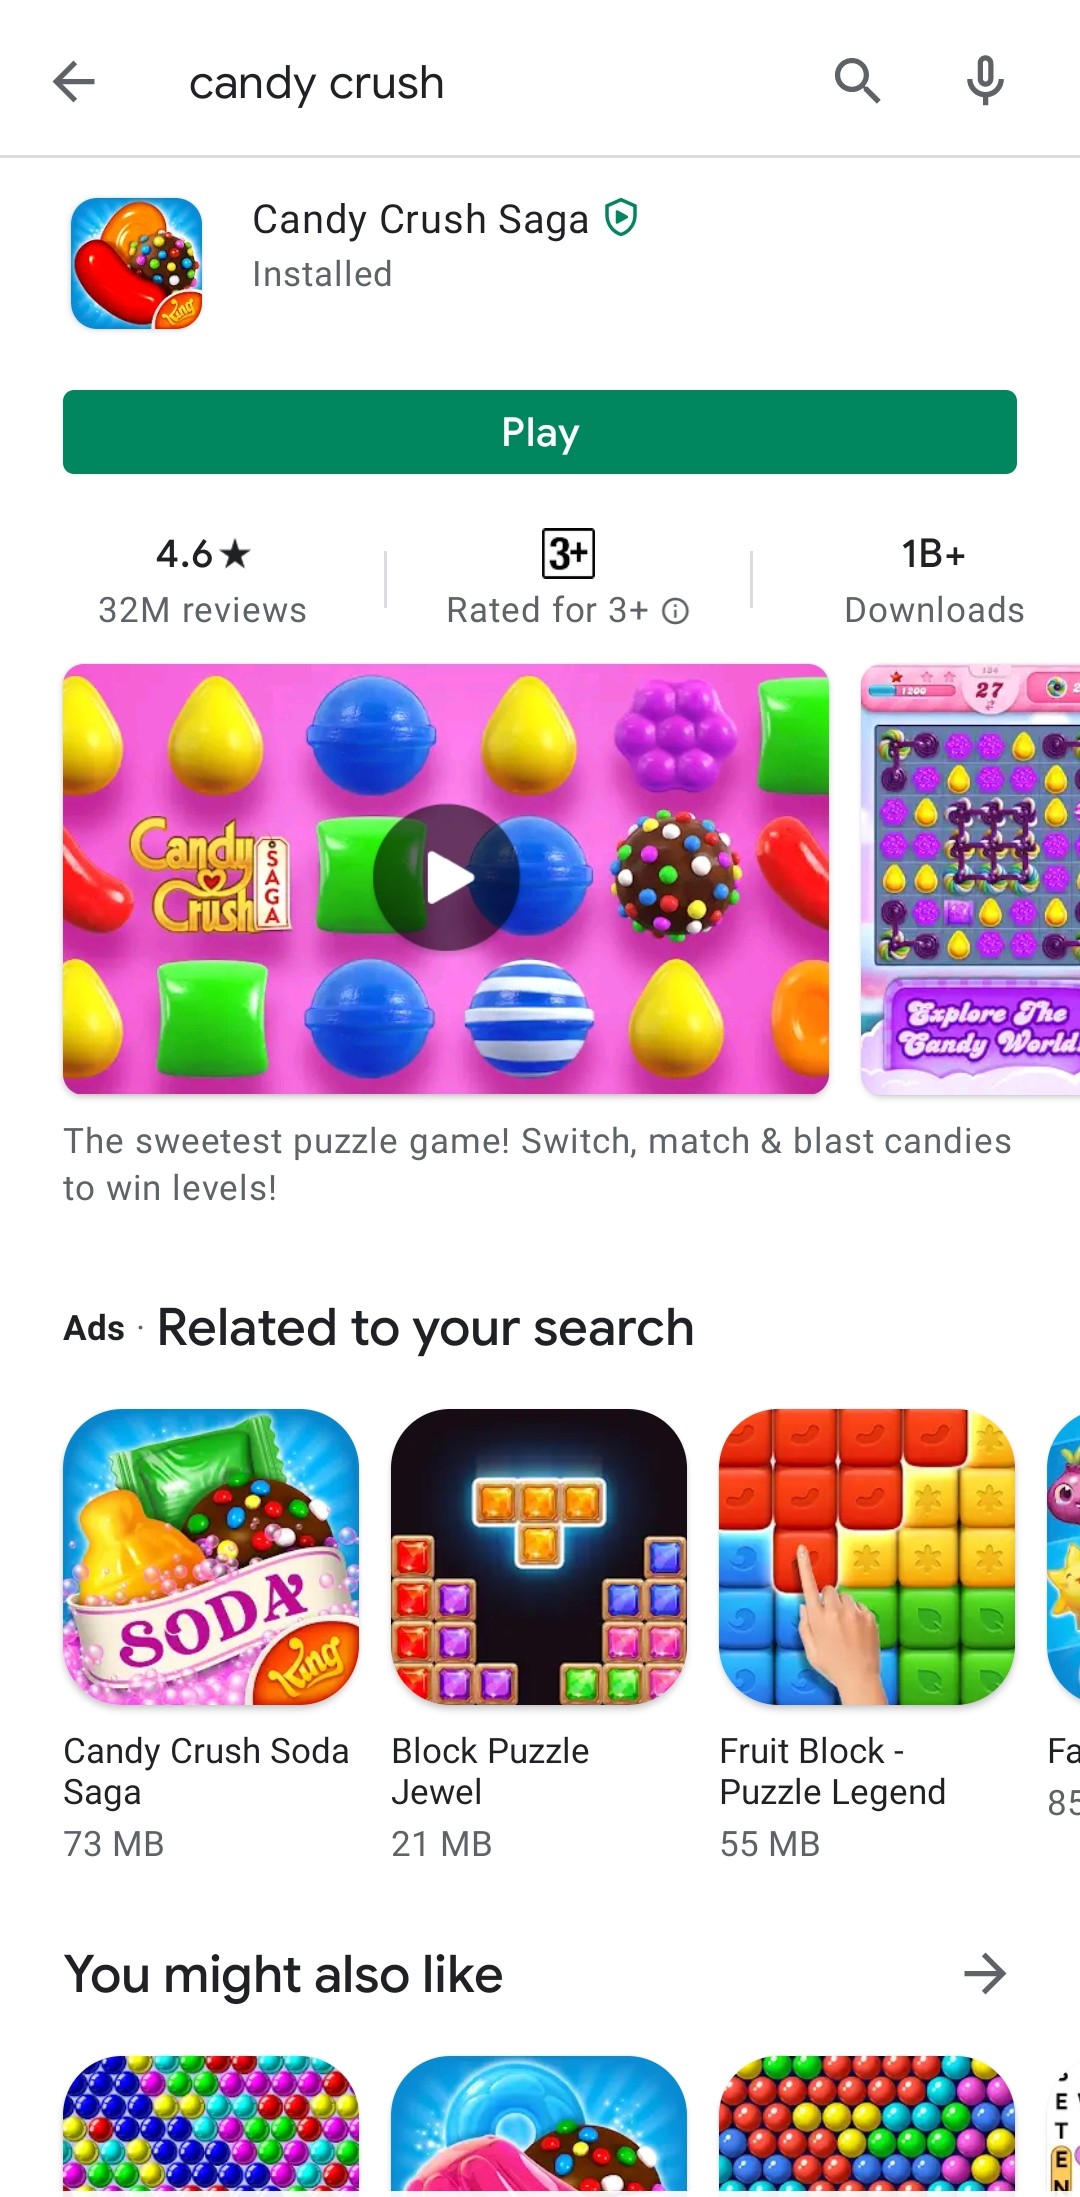 candy crush
Candy Crush Saga
Installed
King
Play
4.6★
32M reviews
3+
Rated for 3+
1B+
Downloads
Candy
Crush
SAGA
1200
27
Explore The
Candy World
The sweetest puzzle game! Switch, match & blast candies
to win levels!
Ads · Related to your search
SODA
King
Candy Crush Soda
Saga
73 MB
Block Puzzle
Jewel
21 MB
Fruit Block -
Puzzle Legend
55 MB
Fa
85
You might also like
E
T
E
N